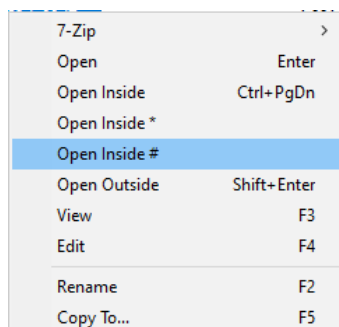 7-Zip >
Open Enter
Open Inside Ctrl+PgDn
Open Inside *
Open Inside #
Open Outside Shift+Enter
View F3
Edit F4
Rename F2
Copy To... F5